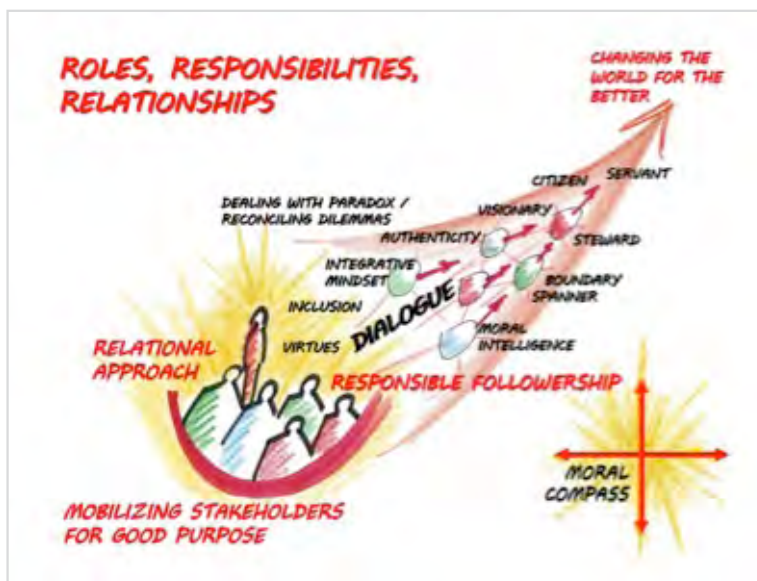 ROLES, RESPONSIBILITIES,
RELATIONSHIPS
CHANGING THE
WORLD FOR THE
BETTER
DEALING WITH PARADOX /
RECONCILING DILEMMAS
CITIZEN
SERVANT
VISIONARY
AUTHENTICITY
STEWARD
INTEGRATIVE
MINDSET
BOUNDARY
SPANNER
INCLUSION
DIALOGUE
VIRTUES
MORAL
INTELLIGENCE
RELATIONAL
APPROACH
RESPONSIBLE FOLLOWERSHIP
MORAL
COMPASS
MOBILIZING STAKEHOLDERS
FOR GOOD PURPOSE